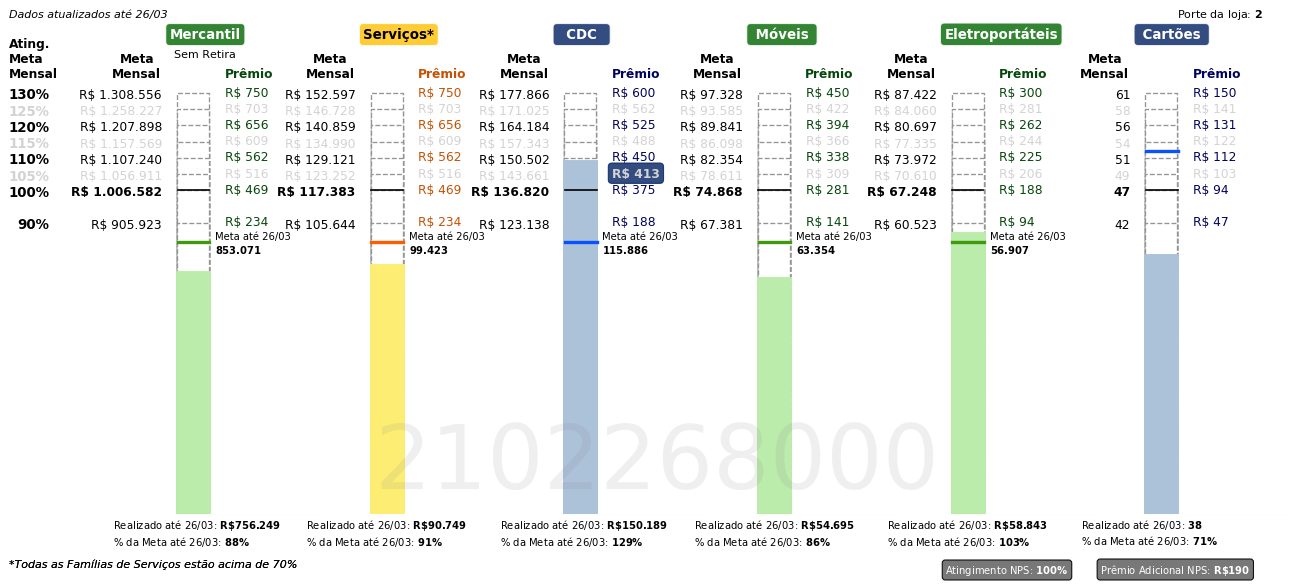 Dados atualizados até 26/03 Porte da loja: 2
Mercantil Serviços* CDC Móveis Eletroportáteis Cartões
Sem Retira
Ating. Meta Mensal Meta Mensal Prêmio Meta Mensal Prêmio Meta Mensal Prêmio Meta Mensal Prêmio Meta Mensal Prêmio Meta Mensal Prêmio
130% R$ 1.308.556 R$ 750 R$ 152.597 R$ 750 R$ 177.866 R$ 600 R$ 97.328 R$ 450 R$ 87.422 R$ 300 61 R$ 150
125% R$ 1.258.227 R$ 703 R$ 146.728 R$ 703 R$ 171.025 R$ 562 R$ 93.585 R$ 422 R$ 84.060 R$ 281 58 R$ 141
120% R$ 1.207.898 R$ 656 R$ 140.859 R$ 656 R$ 164.184 R$ 525 R$ 89.841 R$ 394 R$ 80.697 R$ 262 56 R$ 131
115% R$ 1.157.569 R$ 609 R$ 134.990 R$ 609 R$ 157.343 R$ 488 R$ 86.098 R$ 366 R$ 77.335 R$ 244 54 R$ 122
110% R$ 1.107.240 R$ 562 R$ 129.121 R$ 562 R$ 150.502 R$ 450 R$ 82.354 R$ 338 R$ 73.972 R$ 225 51 R$ 112
105% R$ 1.056.911 R$ 516 R$ 123.252 R$ 516 R$ 143.661 R$ 413 R$ 78.611 R$ 309 R$ 70.610 R$ 206 49 R$ 103
100% R$ 1.006.582 R$ 469 R$ 117.383 R$ 469 R$ 136.820 R$ 375 R$ 74.868 R$ 281 R$ 67.248 R$ 188 47 R$ 94
90% R$ 905.923 R$ 234 R$ 105.644 R$ 234 R$ 123.138 R$ 188 R$ 67.381 R$ 141 R$ 60.523 R$ 94 42 R$ 47
Meta até 26/03 Meta até 26/03 Meta até 26/03 Meta até 26/03 Meta até 26/03
853.071 99.423 115.886 63.354 56.907
2102268000
Realizado até 26/03: R$756.249 Realizado até 26/03: R$90.749 Realizado até 26/03: R$150.189 Realizado até 26/03: R$54.695 Realizado até 26/03: R$58.843 Realizado até 26/03: 38
% da Meta até 26/03: 88% % da Meta até 26/03: 91% % da Meta até 26/03: 129% % da Meta até 26/03: 86% % da Meta até 26/03: 103% % da Meta até 26/03: 71%
*Todas as Famílias de Serviços estão acima de 70% Atingimento NPS: 100% Prêmio Adicional NPS: R$190